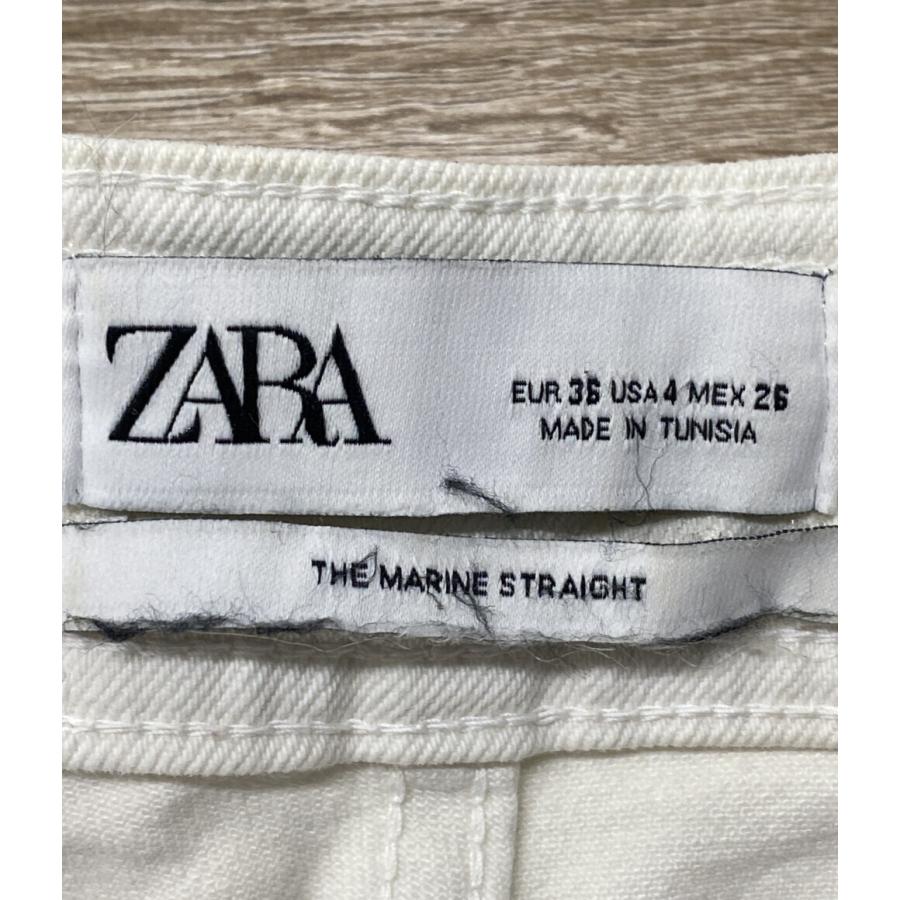 ZARA
EUR 36 USA 4 MEX 26
MADE IN TUNISIA
THE MARINE STRAIGHT